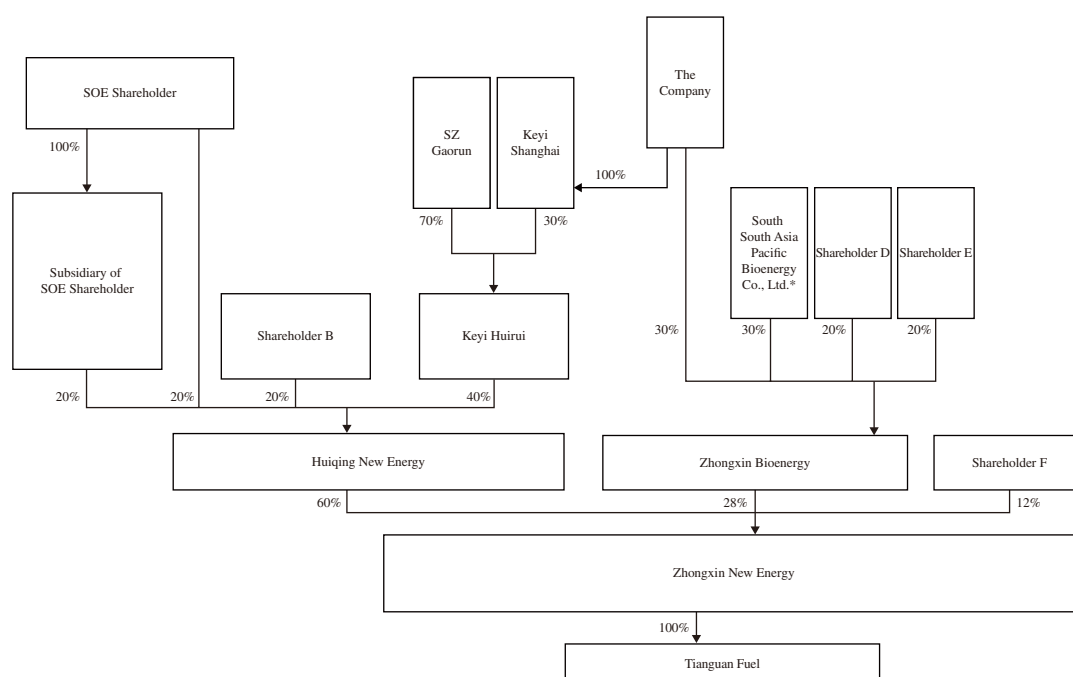 The
Company
SOE Shareholder
SZ
Gaorun
Keyi
Shanghai
100%
100%
South
South Asia
Pacific
Bioenergy
Co., Ltd.*
Shareholder D
Shareholder E
70%
30%
Subsidiary of
SOE Shareholder
Shareholder B
Keyi Huirui
30%
30%
20%
20%
20%
20%
20%
40%
Huiqing New Energy
Zhongxin Bioenergy
Shareholder F
60%
28%
12%
Zhongxin New Energy
100%
Tianguan Fuel